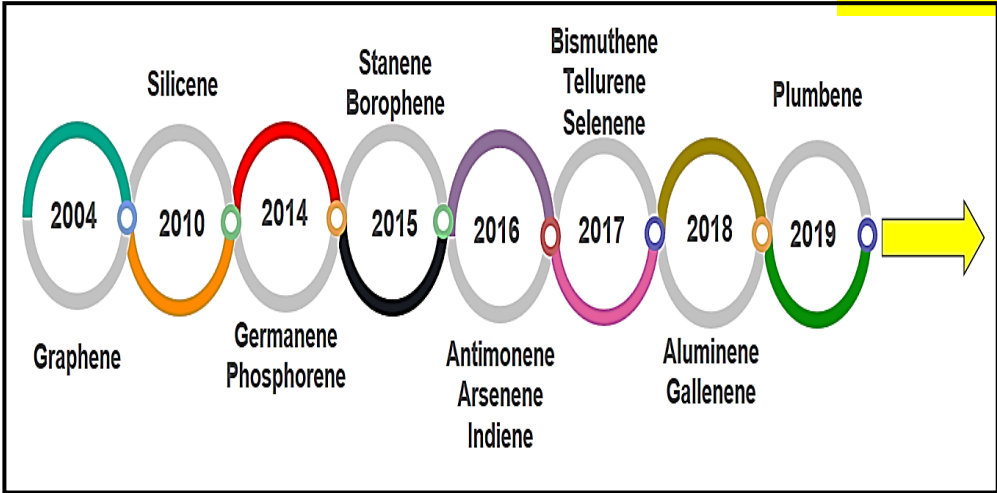 2004
Graphene
Silicene
2010
2014
Germanene
Phosphorene
Stanene
Borophene
2015
2016
Antimonene
Arsenene
Indiene
Bismuthene
Tellurene
Selenene
2017
2018
Aluminene
Gallenene
Plumbene
2019